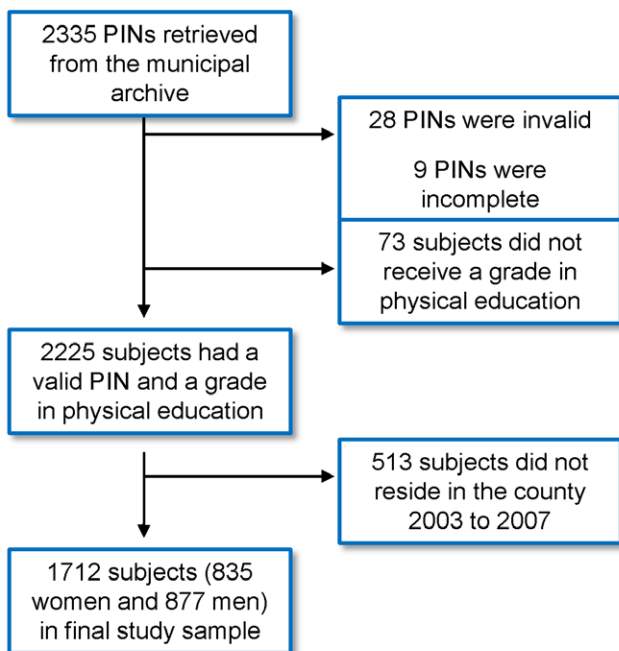 2335 PINs retrieved
from the municipal
archive
28 PINs were invalid
9 PINs were
incomplete
73 subjects did not
receive a grade in
physical education
2225 subjects had a
valid PIN and a grade
in physical education
513 subjects did not
reside in the county
2003 to 2007
1712 subjects (835
women and 877 men)
in final study sample